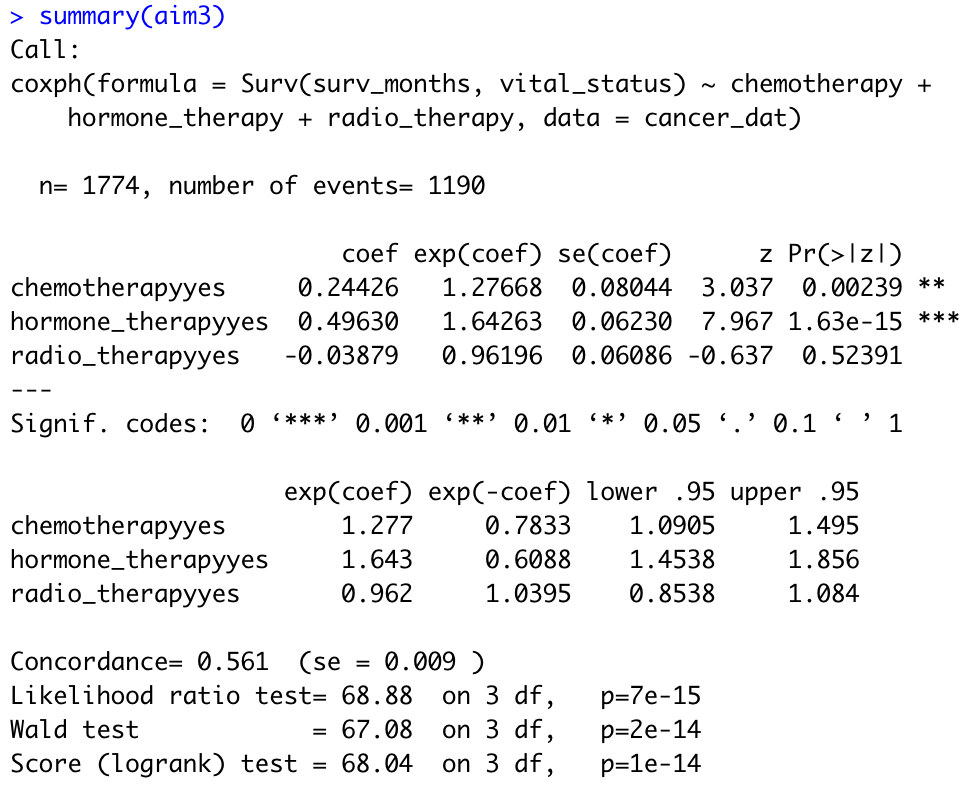 > summary(aim3)
Call:
coxph(formula = Surv(surv_months, vital_status) ~ chemotherapy +
    hormone_therapy + radio_therapy, data = cancer_dat)

  n= 1774, number of events= 1190

                      coef exp(coef) se(coef)      z Pr(>|z|)
chemotherapyyes    0.24426   1.27668  0.08044  3.037  0.00239 **
hormone_therapyyes 0.49630   1.64263  0.06230  7.967 1.63e-15 ***
radio_therapyyes  -0.03879   0.96196  0.06086 -0.637  0.52391
---
Signif. codes:  0 ‘***’ 0.001 ‘**’ 0.01 ‘*’ 0.05 ‘.’ 0.1 ‘ ’ 1

                   exp(coef) exp(-coef) lower .95 upper .95
chemotherapyyes        1.277     0.7833    1.0905     1.495
hormone_therapyyes     1.643     0.6088    1.4538     1.856
radio_therapyyes       0.962     1.0395    0.8538     1.084

Concordance= 0.561  (se = 0.009 )
Likelihood ratio test= 68.88  on 3 df,   p=7e-15
Wald test            = 67.08  on 3 df,   p=2e-14
Score (logrank) test = 68.04  on 3 df,   p=1e-14